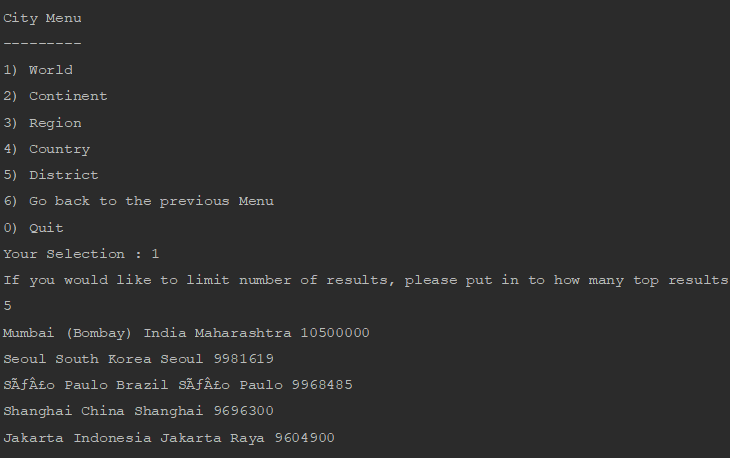 City Menu
---------
1) World
2) Continent
3) Region
4) Country
5) District
6) Go back to the previous Menu
0) Quit
Your Selection : 1
If you would like to limit number of results, please put in to how many top results
5
Mumbai (Bombay) India Maharashtra 10500000
Seoul South Korea Seoul 9981619
SÃƒÂ£o Paulo Brazil SÃƒÂ£o Paulo 9968485
Shanghai China Shanghai 9696300
Jakarta Indonesia Jakarta Raya 9604900